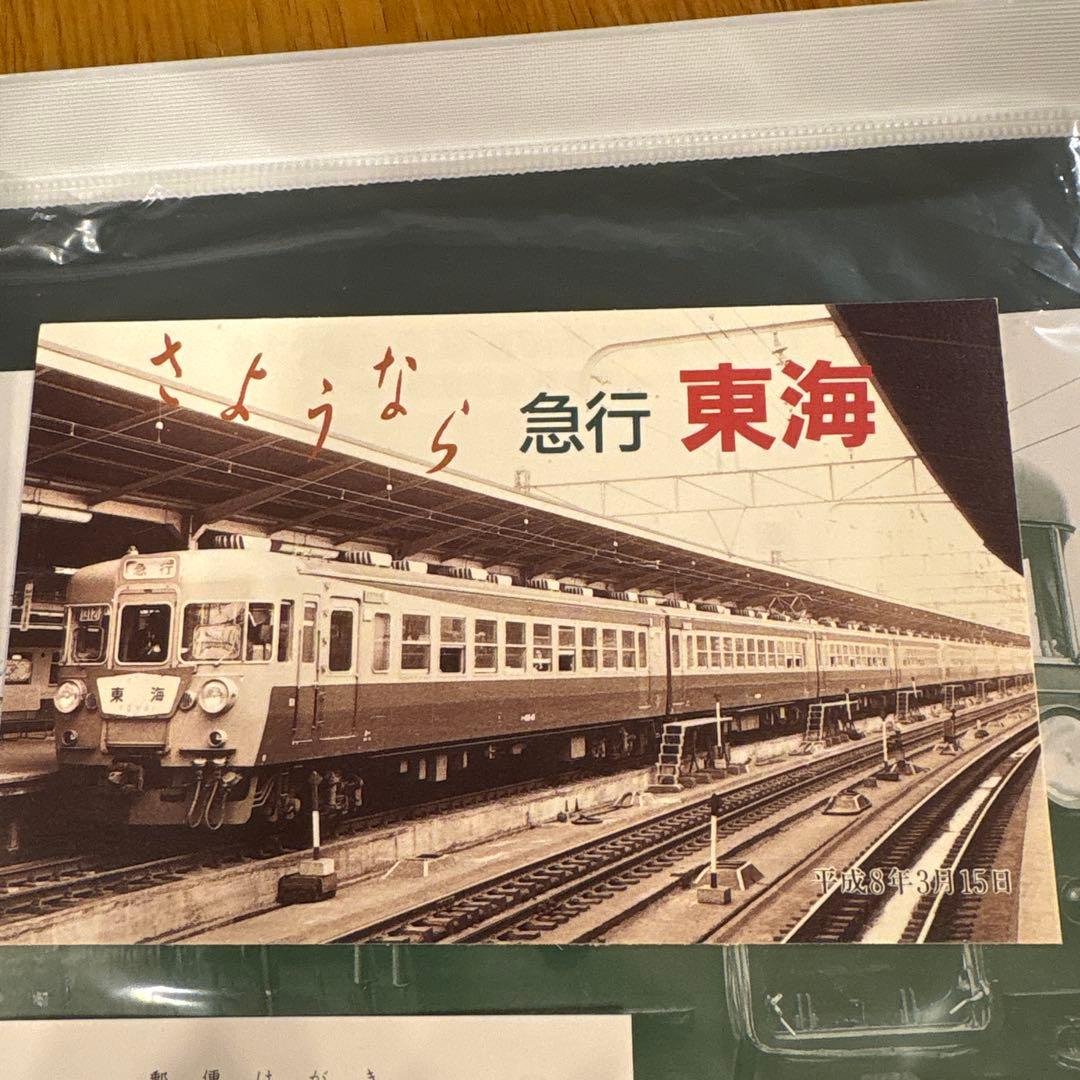 さようなら 急行 東海
急行
東海
平成8年3月15日
郵便はがき